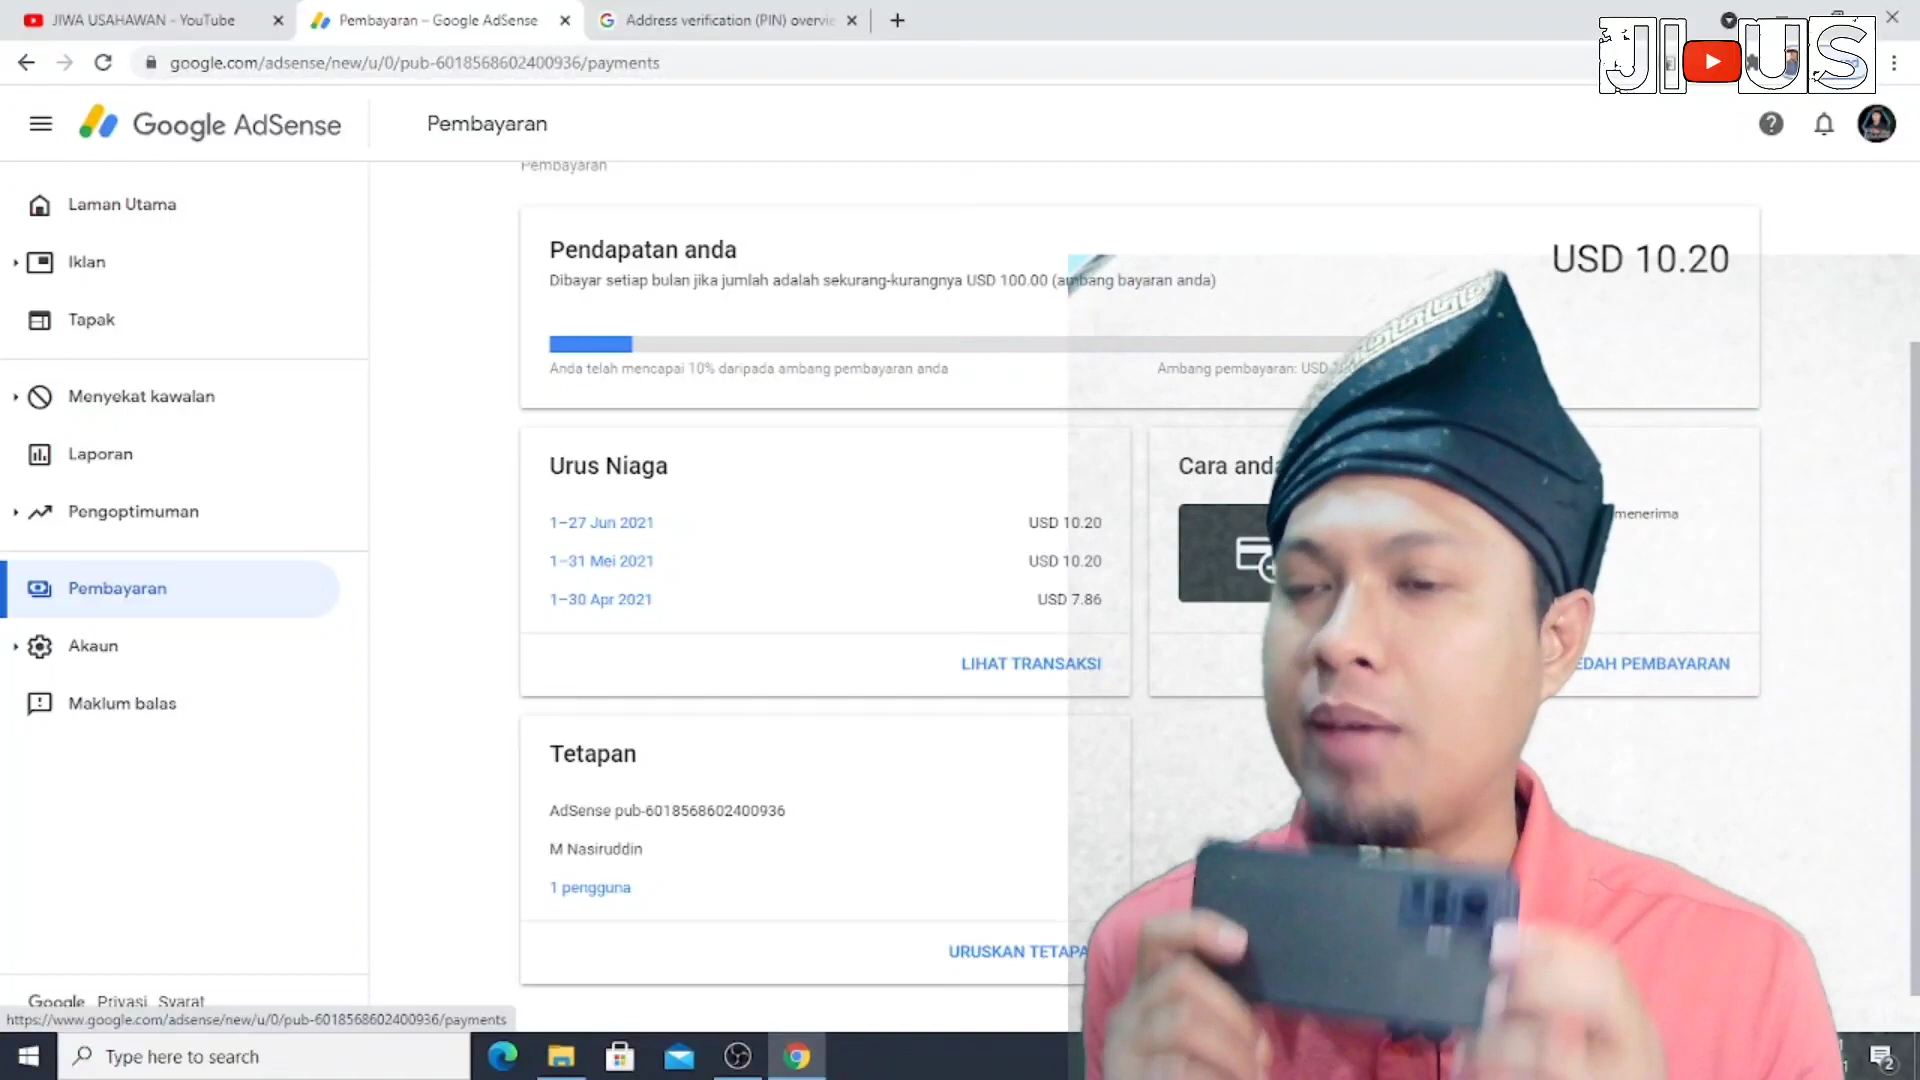 JIWA USAHAWAN - YouTube
Pembayaran – Google AdSense
Address verification (PIN) overvie
google.com/adsense/new/u/0/pub-6018568602400936/payments
JI US
Google AdSense
Pembayaran
Pembayaran
Laman Utama
Iklan
Tapak
Menyekat kawalan
Laporan
Pengoptimuman
Pembayaran
Akaun
Maklum balas
Google Privasi Syarat
Pendapatan anda
USD 10.20
Dibayar setiap bulan jika jumlah adalah sekurang-kurangnya USD 100.00 (ambang bayaran anda)
Anda telah mencapai 10% daripada ambang pembayaran anda
Ambang pembayaran: USD
Urus Niaga
1–27 Jun 2021 USD 10.20
1–31 Mei 2021 USD 10.20
1–30 Apr 2021 USD 7.86
LIHAT TRANSAKSI
Cara anda
menerima
EDAH PEMBAYARAN
Tetapan
AdSense pub-6018568602400936
M Nasiruddin
1 pengguna
URUSKAN TETAPA
https://www.google.com/adsense/new/u/0/pub-6018568602400936/payments
Type here to search
2